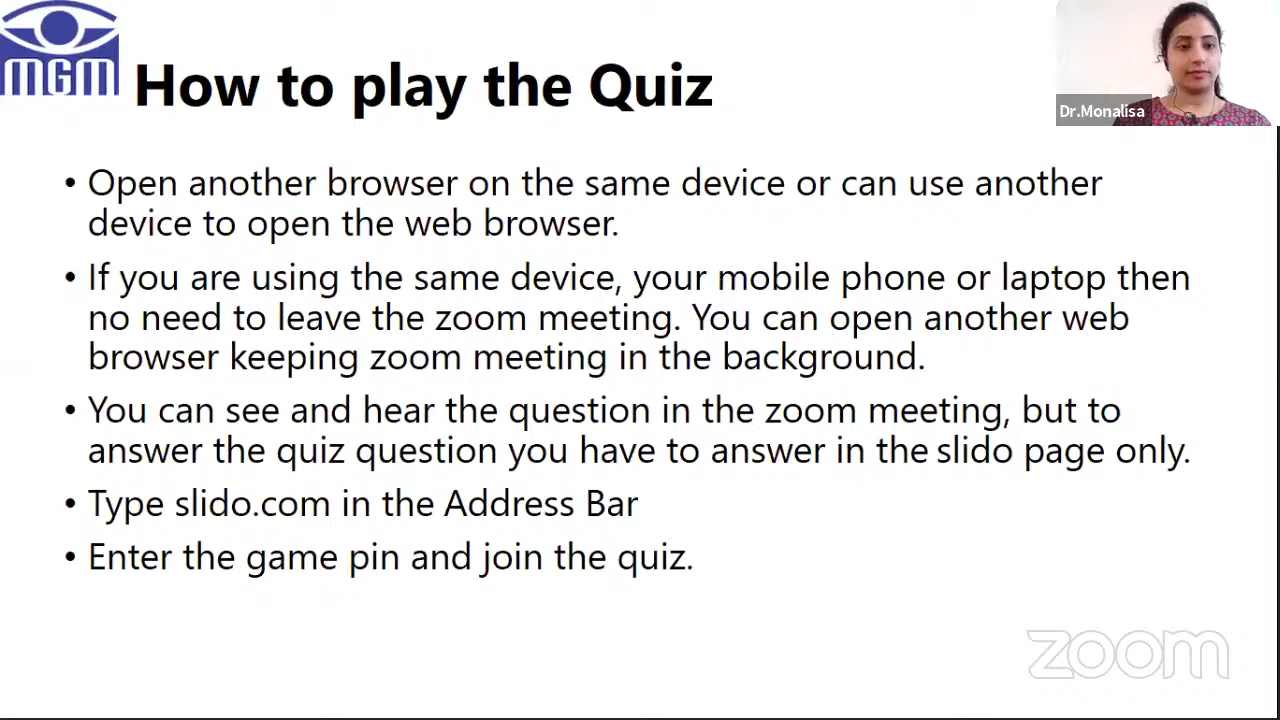 MGM
How to play the Quiz
Dr.Monalisa
• Open another browser on the same device or can use another
device to open the web browser.
• If you are using the same device, your mobile phone or laptop then
no need to leave the zoom meeting. You can open another web
browser keeping zoom meeting in the background.
• You can see and hear the question in the zoom meeting, but to
answer the quiz question you have to answer in the slido page only.
• Type slido.com in the Address Bar
• Enter the game pin and join the quiz.
zoom